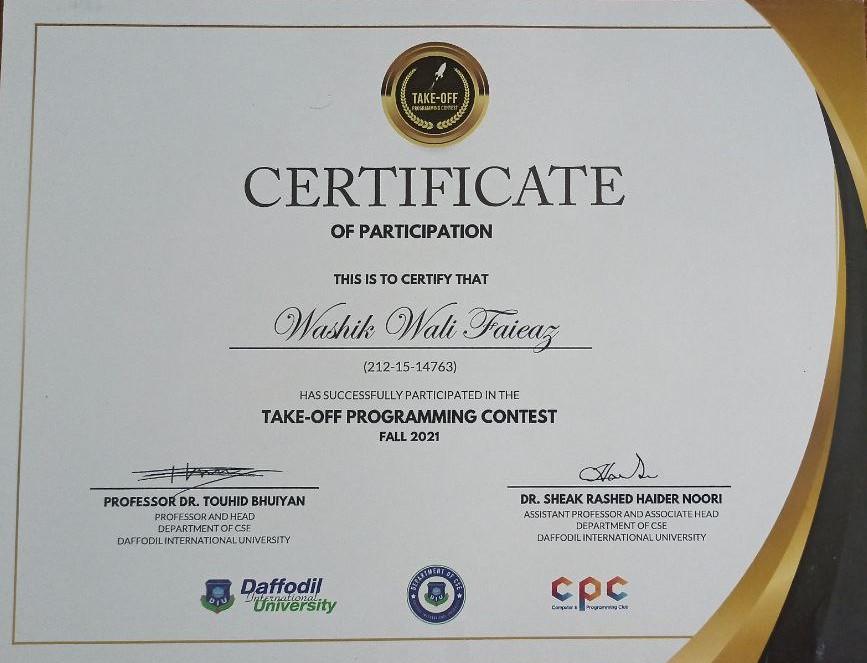 TAKE-OFF
PROGRAMMING CONTEST
CERTIFICATE
OF PARTICIPATION
THIS IS TO CERTIFY THAT
Washik Wali Faieaz
(212-15-14763)
HAS SUCCESSFULLY PARTICIPATED IN THE
TAKE-OFF PROGRAMMING CONTEST
FALL 2021
PROFESSOR DR. TOUHID BHUIYAN
PROFESSOR AND HEAD
DEPARTMENT OF CSE
DAFFODIL INTERNATIONAL UNIVERSITY
DR. SHEAK RASHED HAIDER NOORI
ASSISTANT PROFESSOR AND ASSOCIATE HEAD
DEPARTMENT OF CSE
DAFFODIL INTERNATIONAL UNIVERSITY
DIU
Daffodil
International
University
DEPARTMENT OF CSE
DIU
cpc
Computer & Programming Club